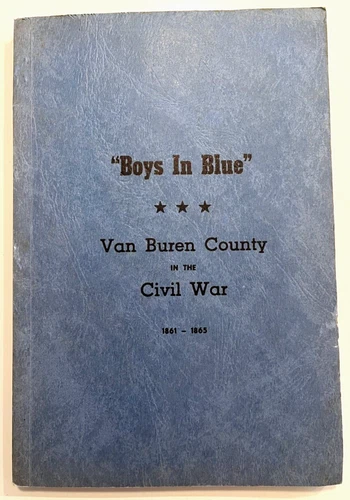 "Boys In Blue"
★ ★ ★
Van Buren County
IN THE
Civil War
1861 - 1865